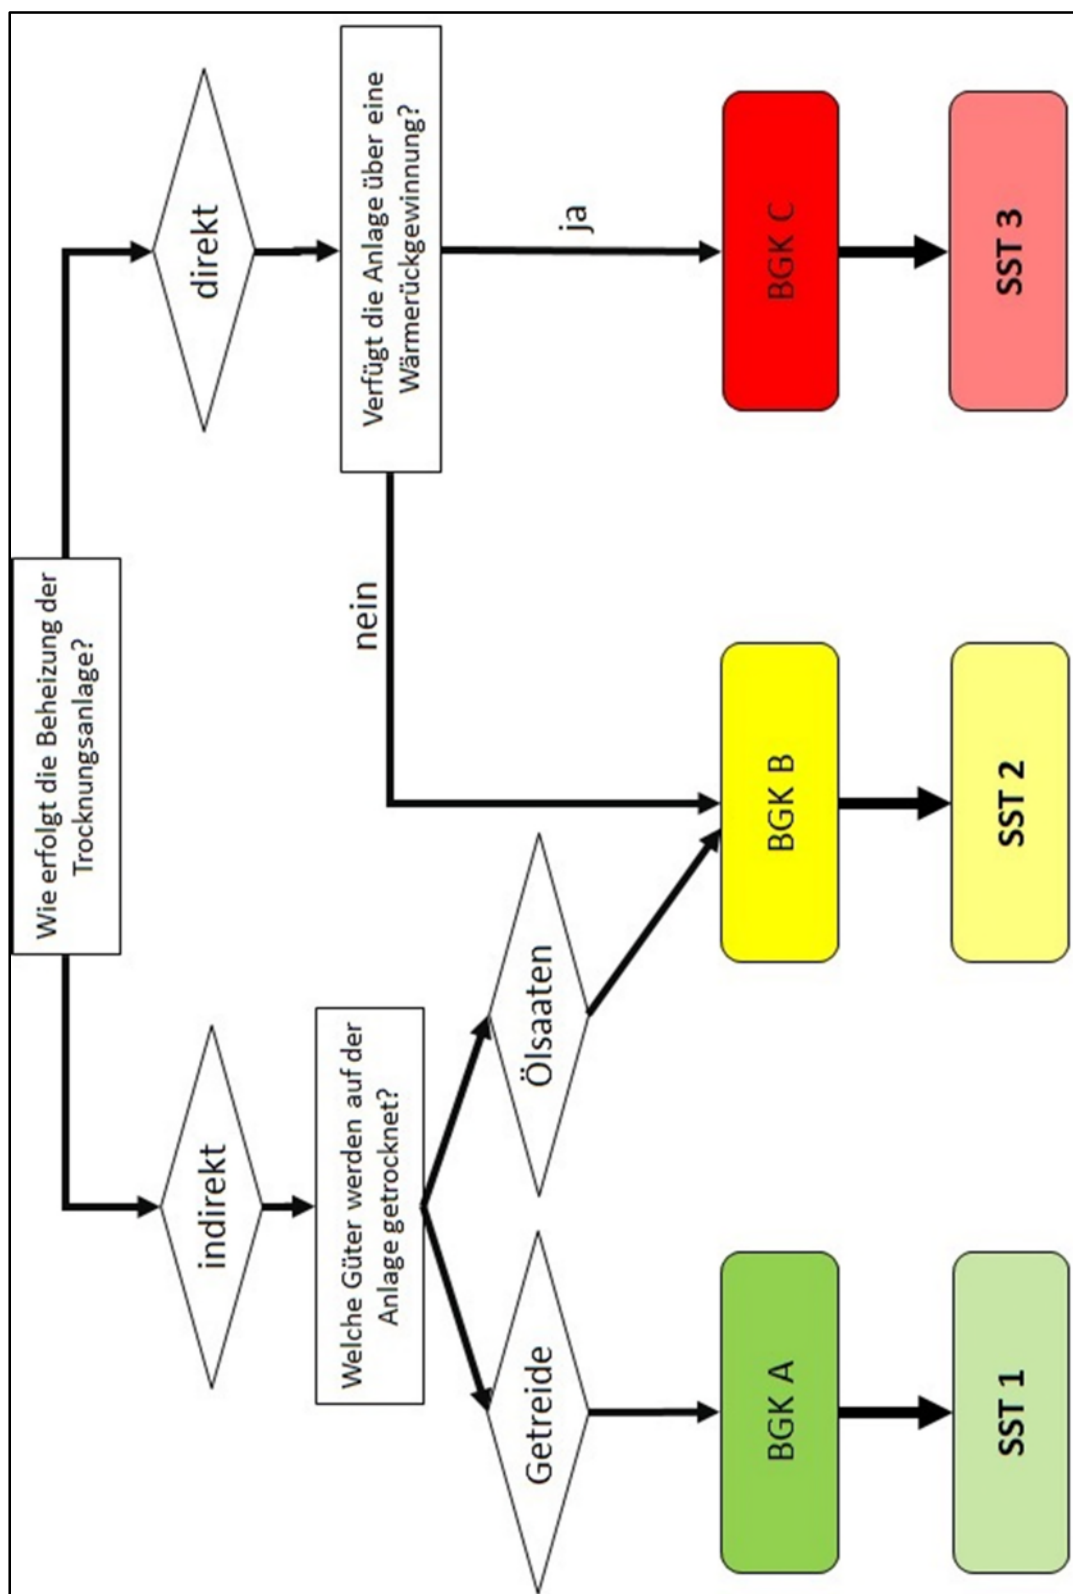 Wie erfolgt die Beheizung der
Trocknungsanlage?
indirekt
direkt
Welche Güter werden auf der
Anlage getrocknet?
Verfügt die Anlage über eine
Wärmerückgewinnung?
nein
ja
Getreide
Ölsaaten
BGK A
BGK B
BGK C
SST 1
SST 2
SST 3